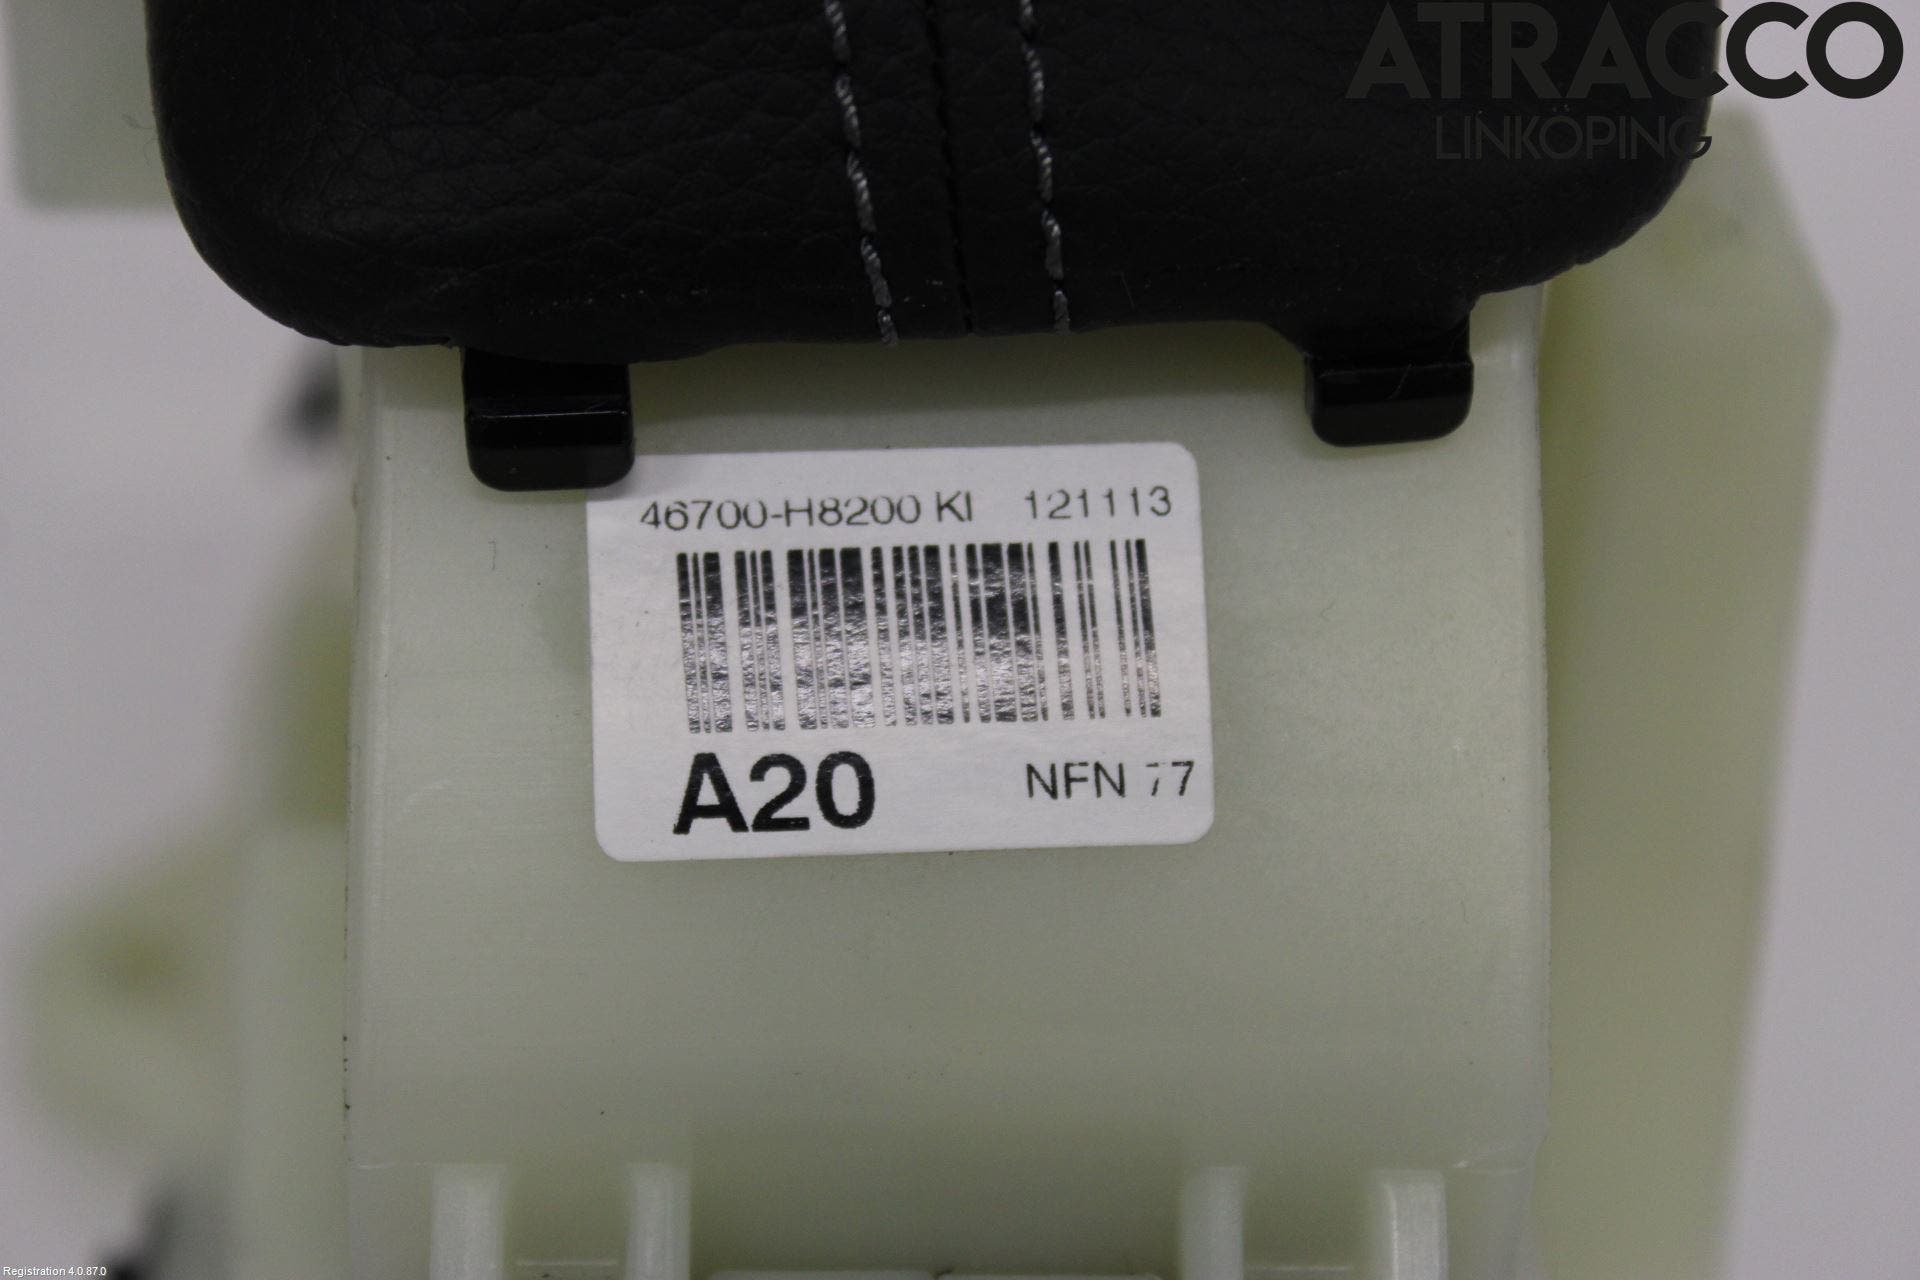 ATRACCO
LINKÖPING
46700-H8200 KI 121113
A20 NFN 77
Registration 4.0.87.0